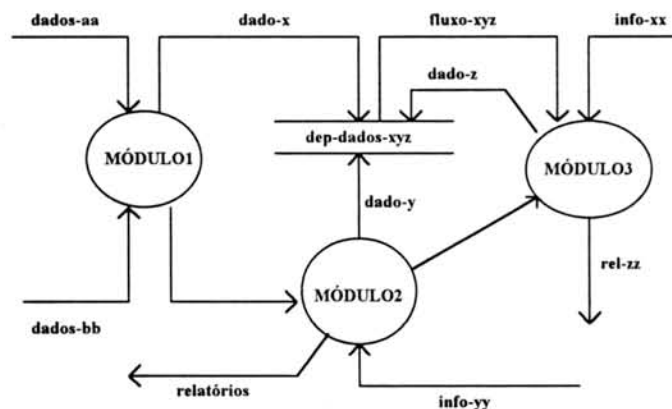 dados-aa
dado-x
fluxo-xyz
info-xx
dado-z
dep-dados-xyz
MÓDULO1
MÓDULO3
dado-y
rel-zz
MÓDULO2
dados-bb
relatórios
info-yy